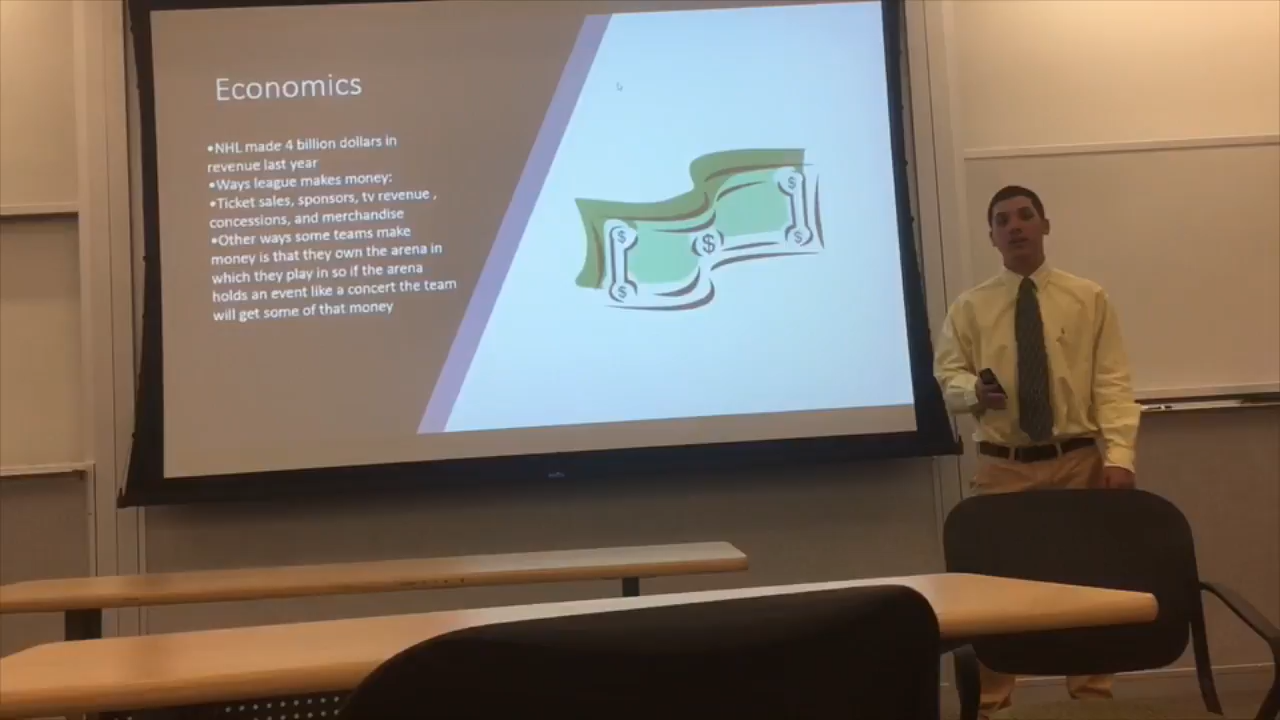 Economics
•NHL made 4 billion dollars in
revenue last year
•Ways league makes money:
•Ticket sales, sponsors, tv revenue ,
concessions, and merchandise
•Other ways some teams make
money is that they own the arena in
which they play in so if the arena
holds an event like a concert the team
will get some of that money
$ $
$
$ $